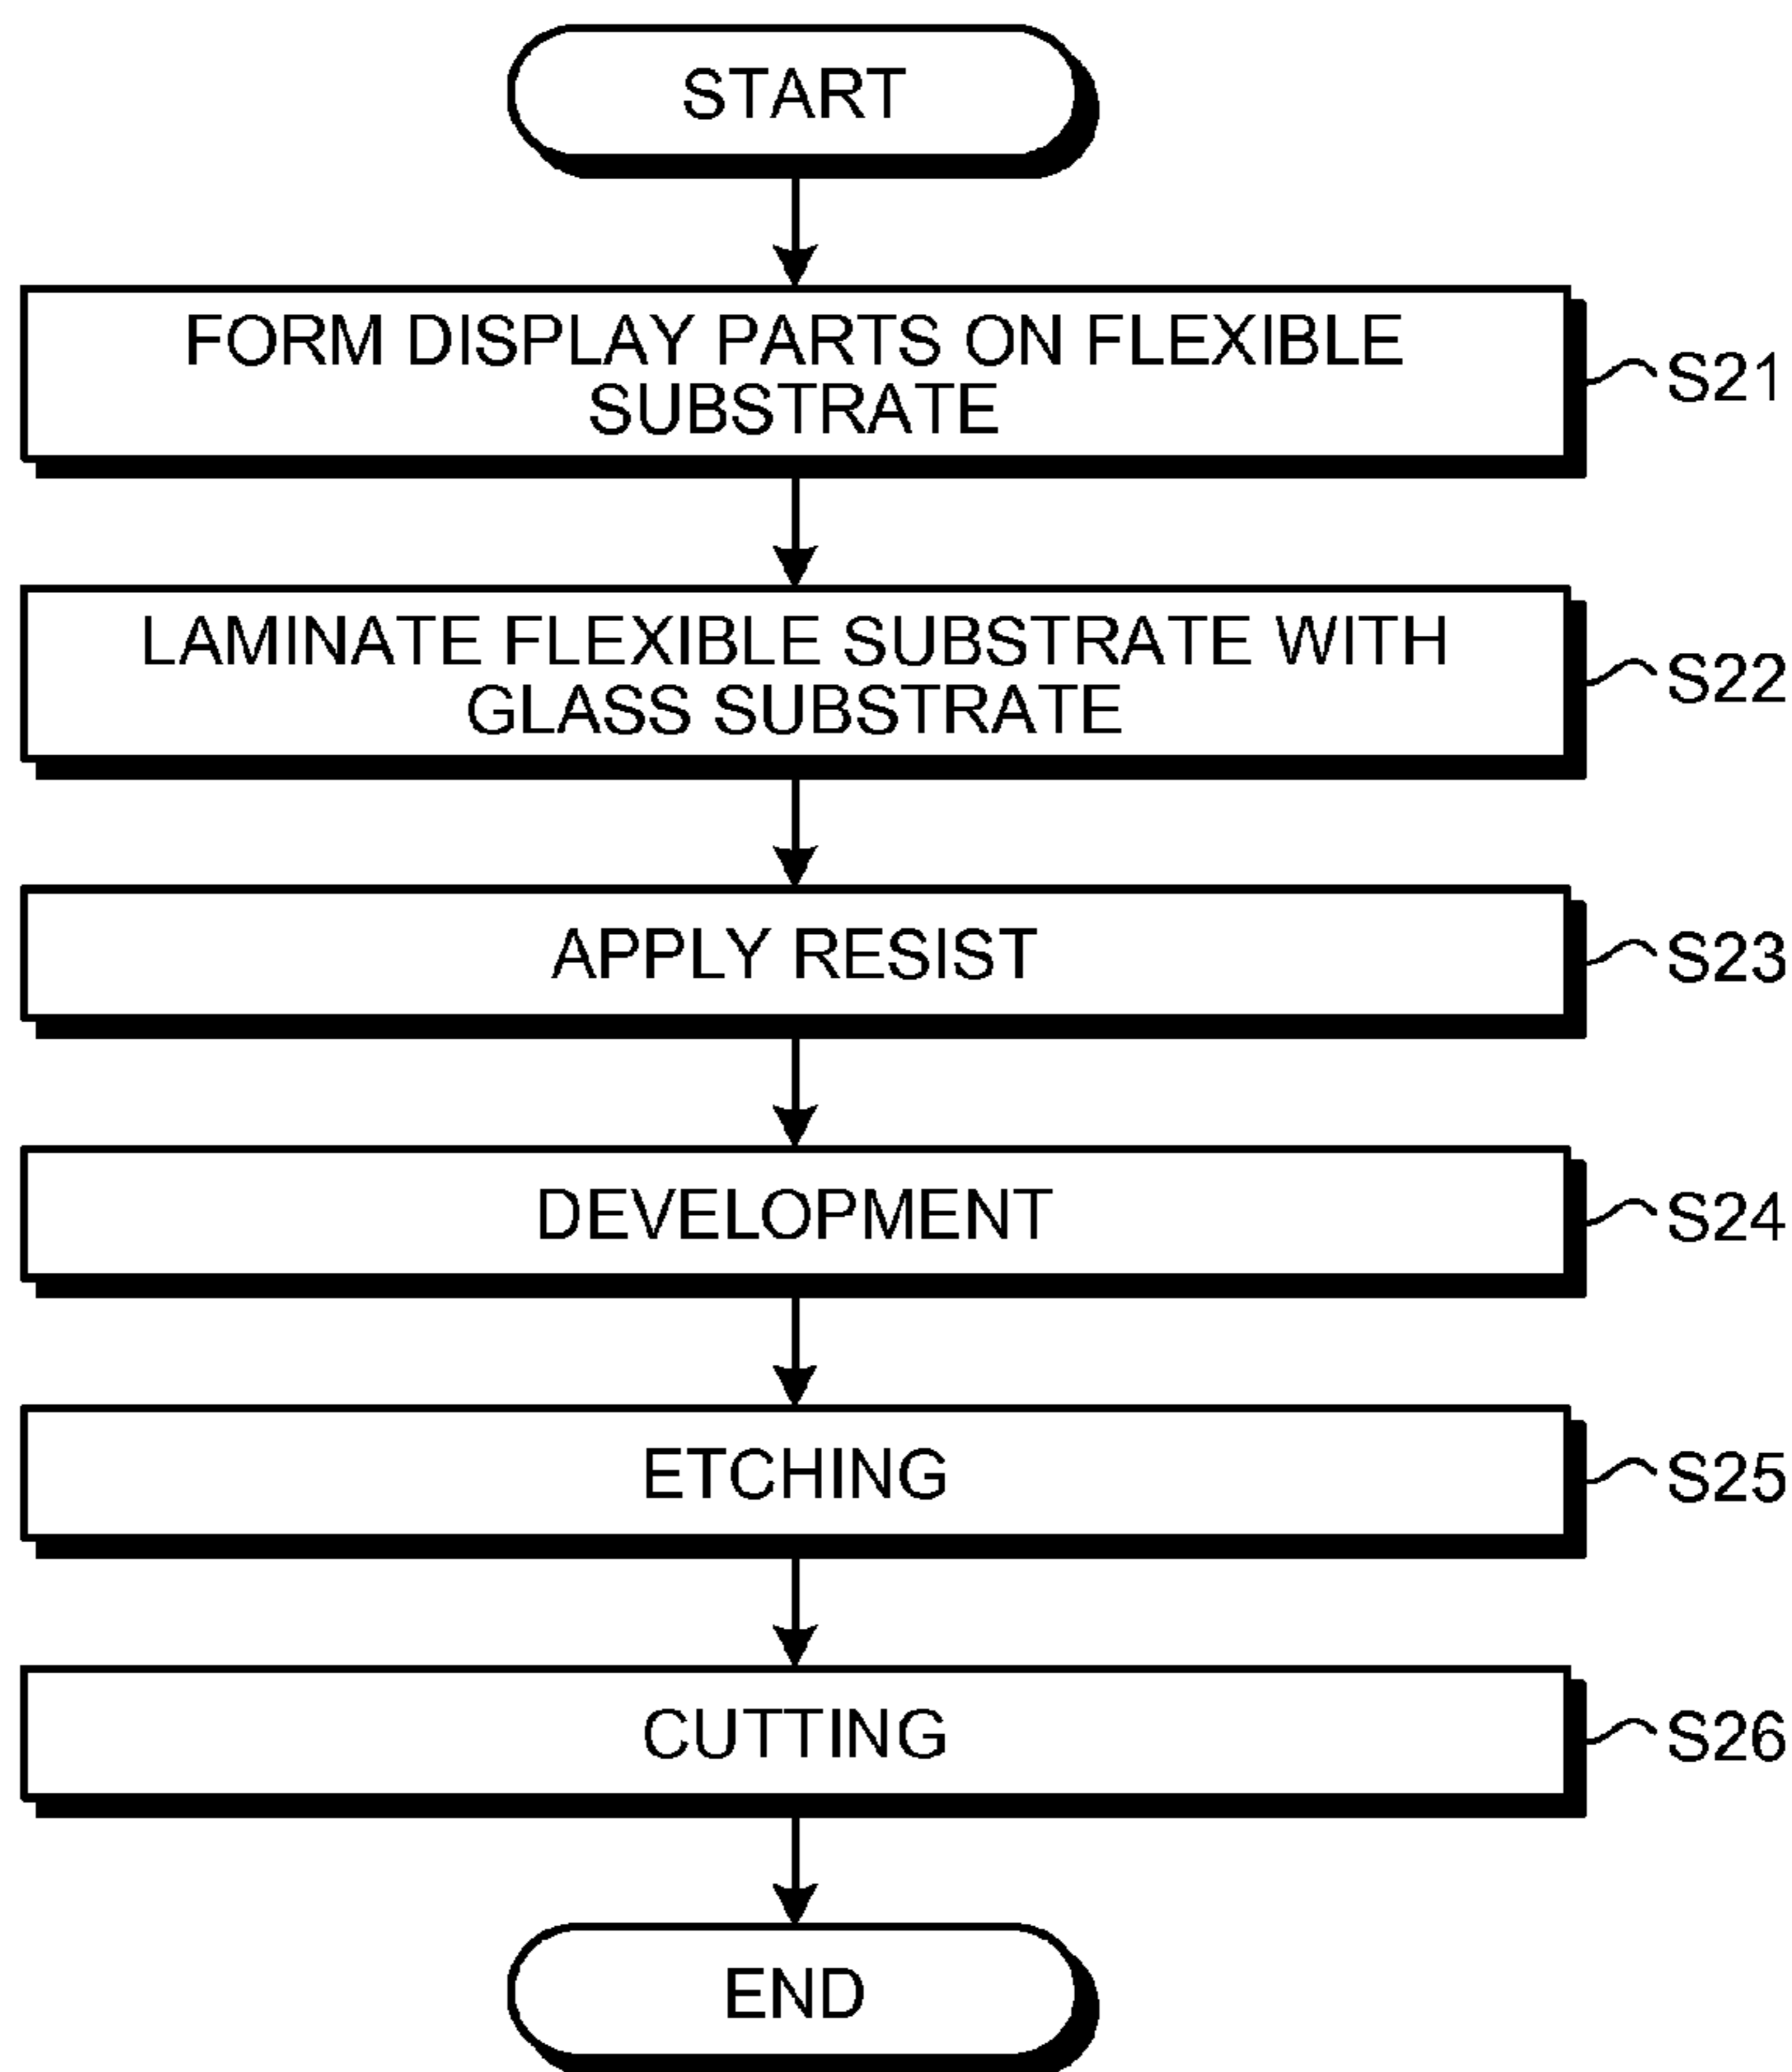 START
FORM DISPLAY PARTS ON FLEXIBLE
SUBSTRATE
S21
LAMINATE FLEXIBLE SUBSTRATE WITH
GLASS SUBSTRATE
S22
APPLY RESIST
S23
DEVELOPMENT
S24
ETCHING
S25
CUTTING
S26
END